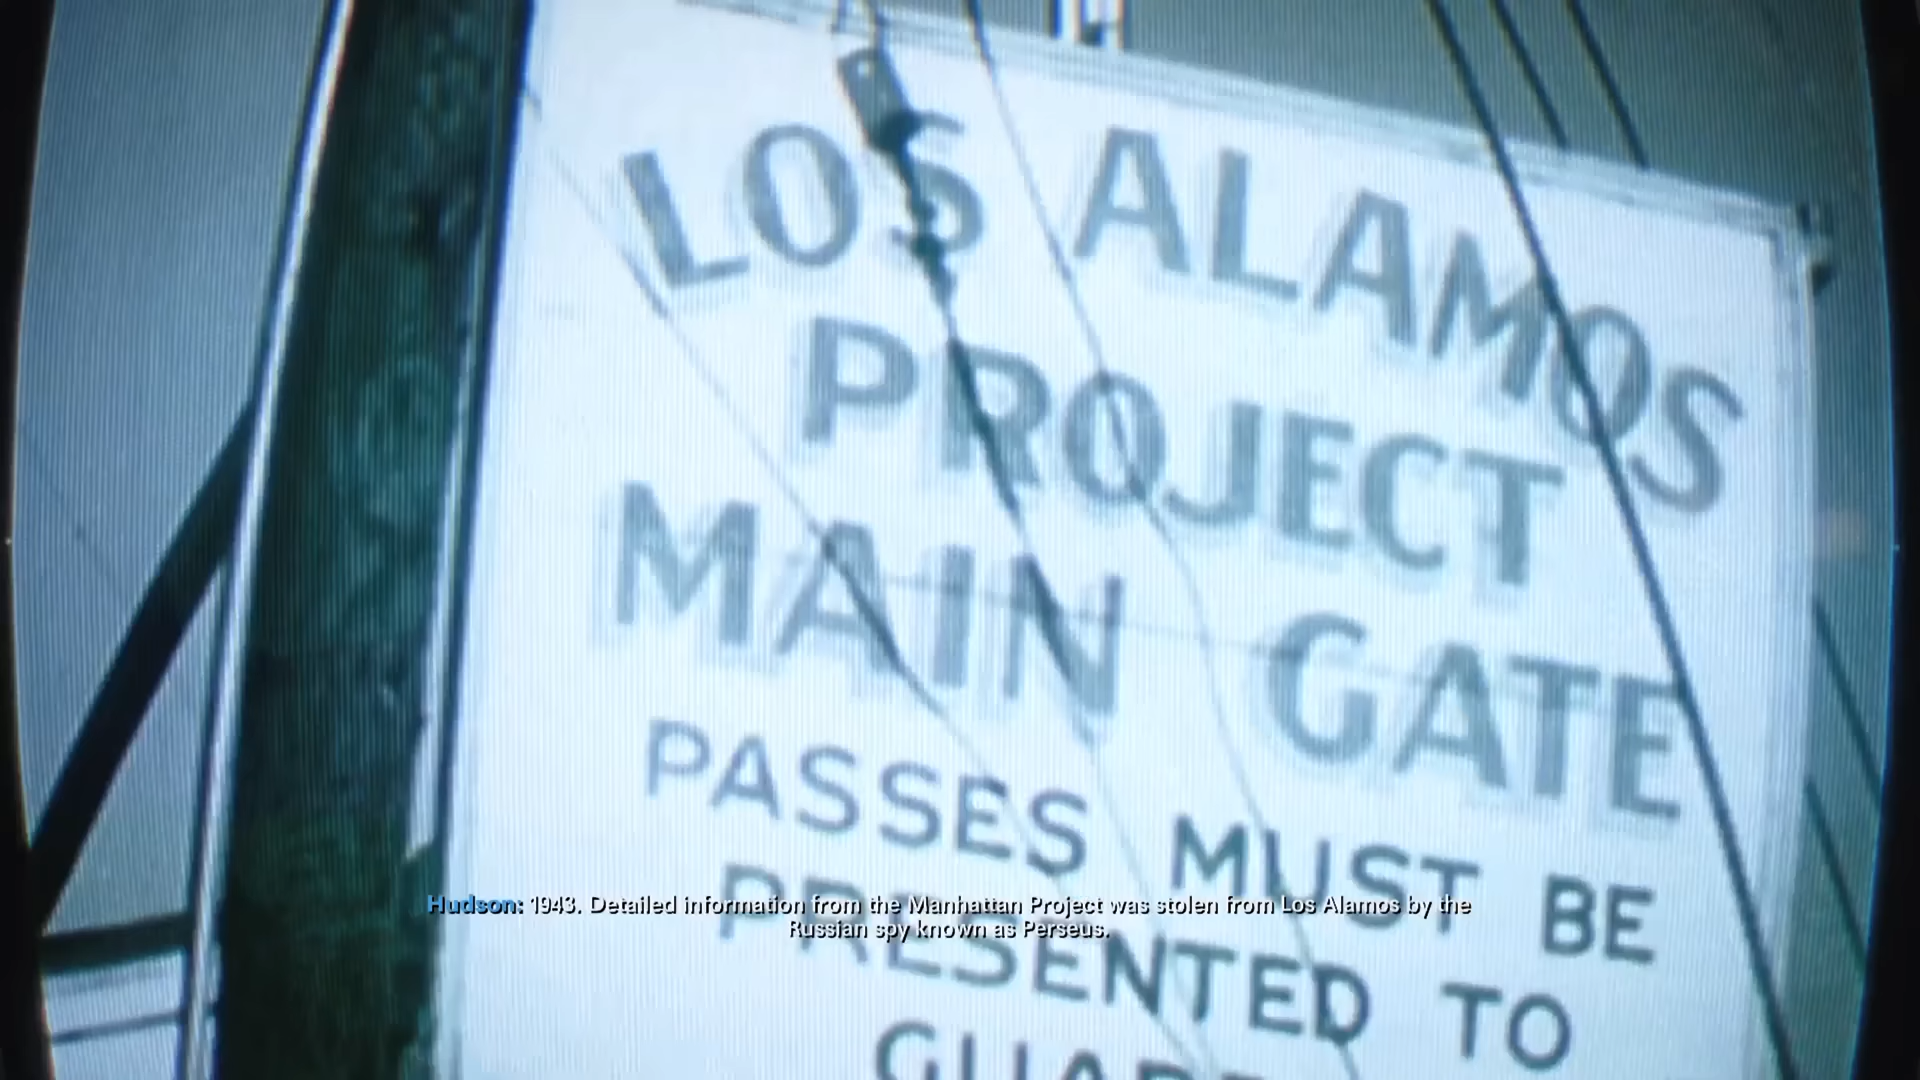 LOS ALAMOS
PROJECT
MAIN GATE
PASSES MUST BE
PRESENTED TO
Hudson: 1943. Detailed information from the Manhattan Project was stolen from Los Alamos by the
Russian spy known as Perseus.